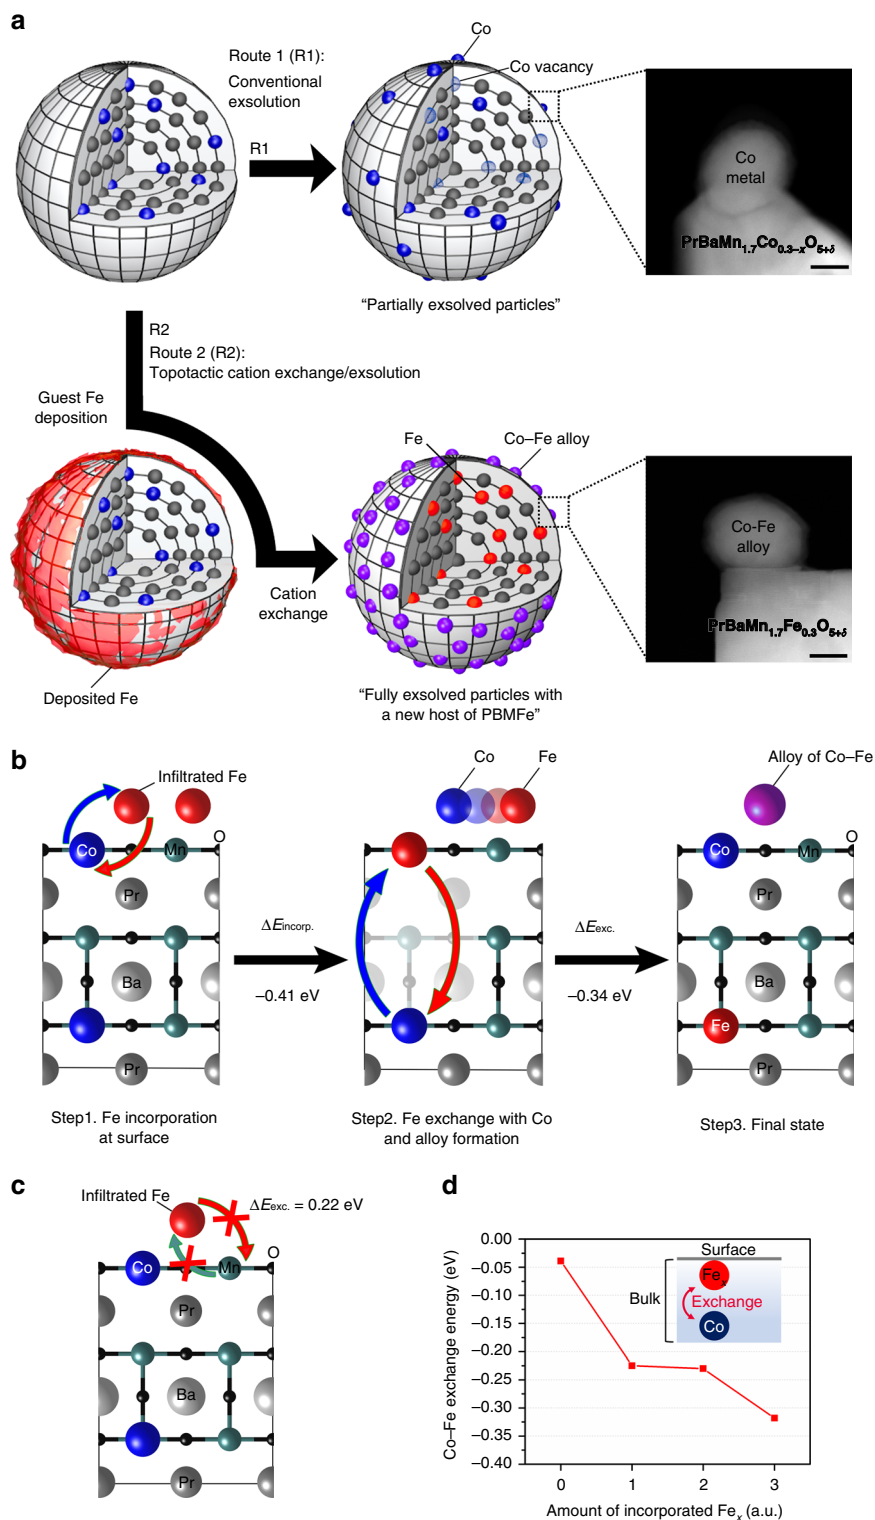 a
Route 1 (R1):
Conventional
exsolution
R1
Co
Co vacancy
Co
metal
PrBaMn1.7Co0.3–xO5+δ
“Partially exsolved particles”
R2
Route 2 (R2):
Topotactic cation exchange/exsolution
Guest Fe
deposition
Fe
Co–Fe alloy
Cation
exchange
Deposited Fe
“Fully exsolved particles with
a new host of PBMFe”
Co-Fe
alloy
PrBaMn1.7Fe0.3O5+δ
b
Infiltrated Fe
O
Co
Mn
Pr
Ba
Pr
Step1. Fe incorporation
at surface
ΔEincorp.
–0.41 eV
Co
Fe
Step2. Fe exchange with Co
and alloy formation
ΔEexc.
–0.34 eV
Alloy of Co–Fe
O
Co
Mn
Pr
Ba
Fe
Pr
Step3. Final state
c
Infiltrated Fe
ΔEexc. = 0.22 eV
O
Co
Mn
Pr
Ba
Pr
d
Co–Fe exchange energy (eV)
0.00
–0.05
–0.10
–0.15
–0.20
–0.25
–0.30
–0.35
–0.40
Surface
Bulk
Fex
Exchange
Co
0
1
2
3
Amount of incorporated Fex (a.u.)